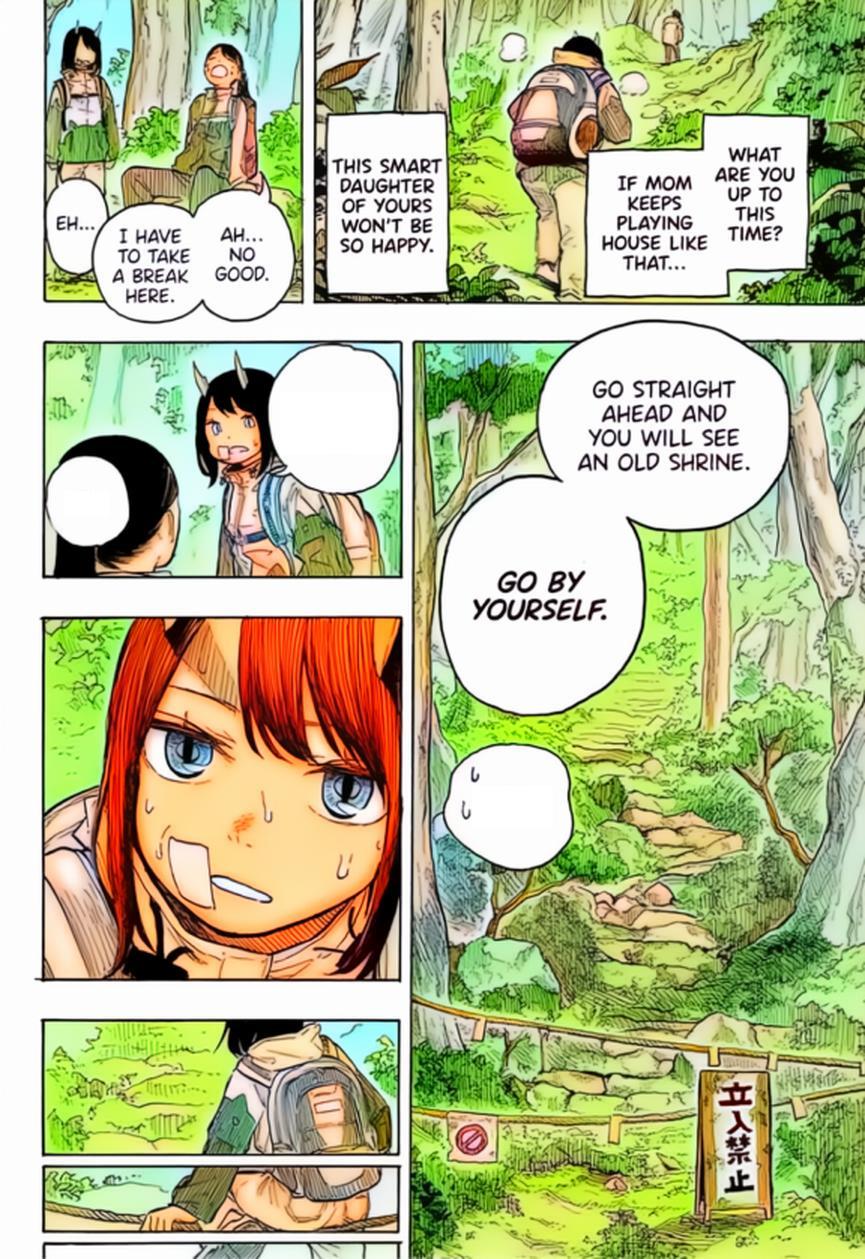 WHAT
ARE YOU
UP TO
THIS
TIME?
IF MOM
KEEPS
PLAYING
HOUSE LIKE
THAT...
THIS SMART
DAUGHTER
OF YOURS
WON'T BE
SO HAPPY.
AH...
NO
GOOD.
I HAVE
TO TAKE
A BREAK
HERE.
EH...
GO STRAIGHT
AHEAD AND
YOU WILL SEE
AN OLD SHRINE.
GO BY
YOURSELF.
立入禁止